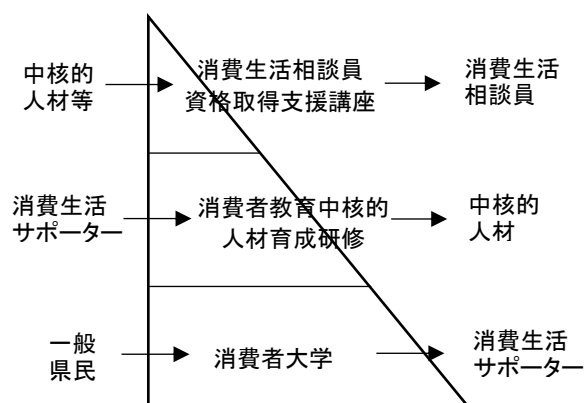 中核的
人材等
消費生活相談員
資格取得支援講座
消費生活
相談員
消費生活
サポーター
消費者教育中核的
人材育成研修
中核的
人材
一般
県民
消費者大学
消費生活
サポーター